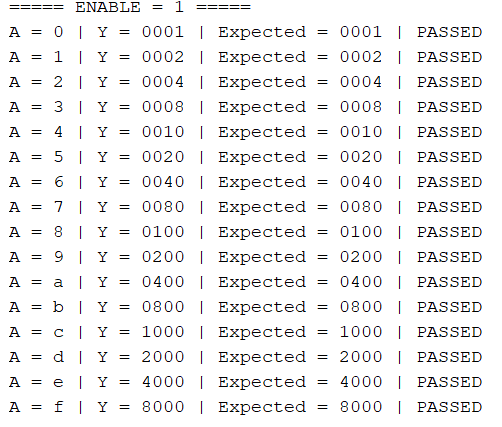 ===== ENABLE = 1 =====
A = 0 | Y = 0001 | Expected = 0001 | PASSED
A = 1 | Y = 0002 | Expected = 0002 | PASSED
A = 2 | Y = 0004 | Expected = 0004 | PASSED
A = 3 | Y = 0008 | Expected = 0008 | PASSED
A = 4 | Y = 0010 | Expected = 0010 | PASSED
A = 5 | Y = 0020 | Expected = 0020 | PASSED
A = 6 | Y = 0040 | Expected = 0040 | PASSED
A = 7 | Y = 0080 | Expected = 0080 | PASSED
A = 8 | Y = 0100 | Expected = 0100 | PASSED
A = 9 | Y = 0200 | Expected = 0200 | PASSED
A = a | Y = 0400 | Expected = 0400 | PASSED
A = b | Y = 0800 | Expected = 0800 | PASSED
A = c | Y = 1000 | Expected = 1000 | PASSED
A = d | Y = 2000 | Expected = 2000 | PASSED
A = e | Y = 4000 | Expected = 4000 | PASSED
A = f | Y = 8000 | Expected = 8000 | PASSED